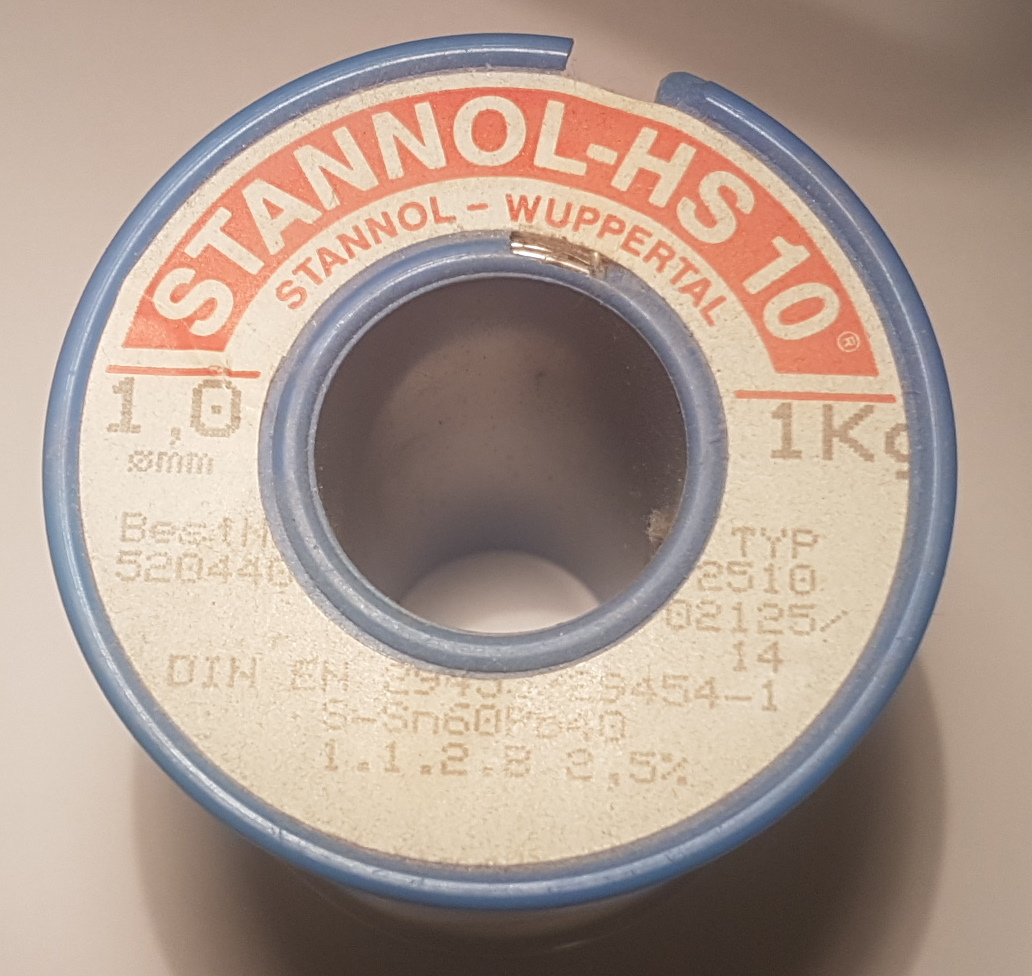 STANNOL-HS 10®
STANNOL - WUPPERTAL
1,0
ømm
1Kg
520440
TYP
2510
02125/
14
DIN EN 29454-1
S-Sn60Pb40
1.1.2.B 2,5%